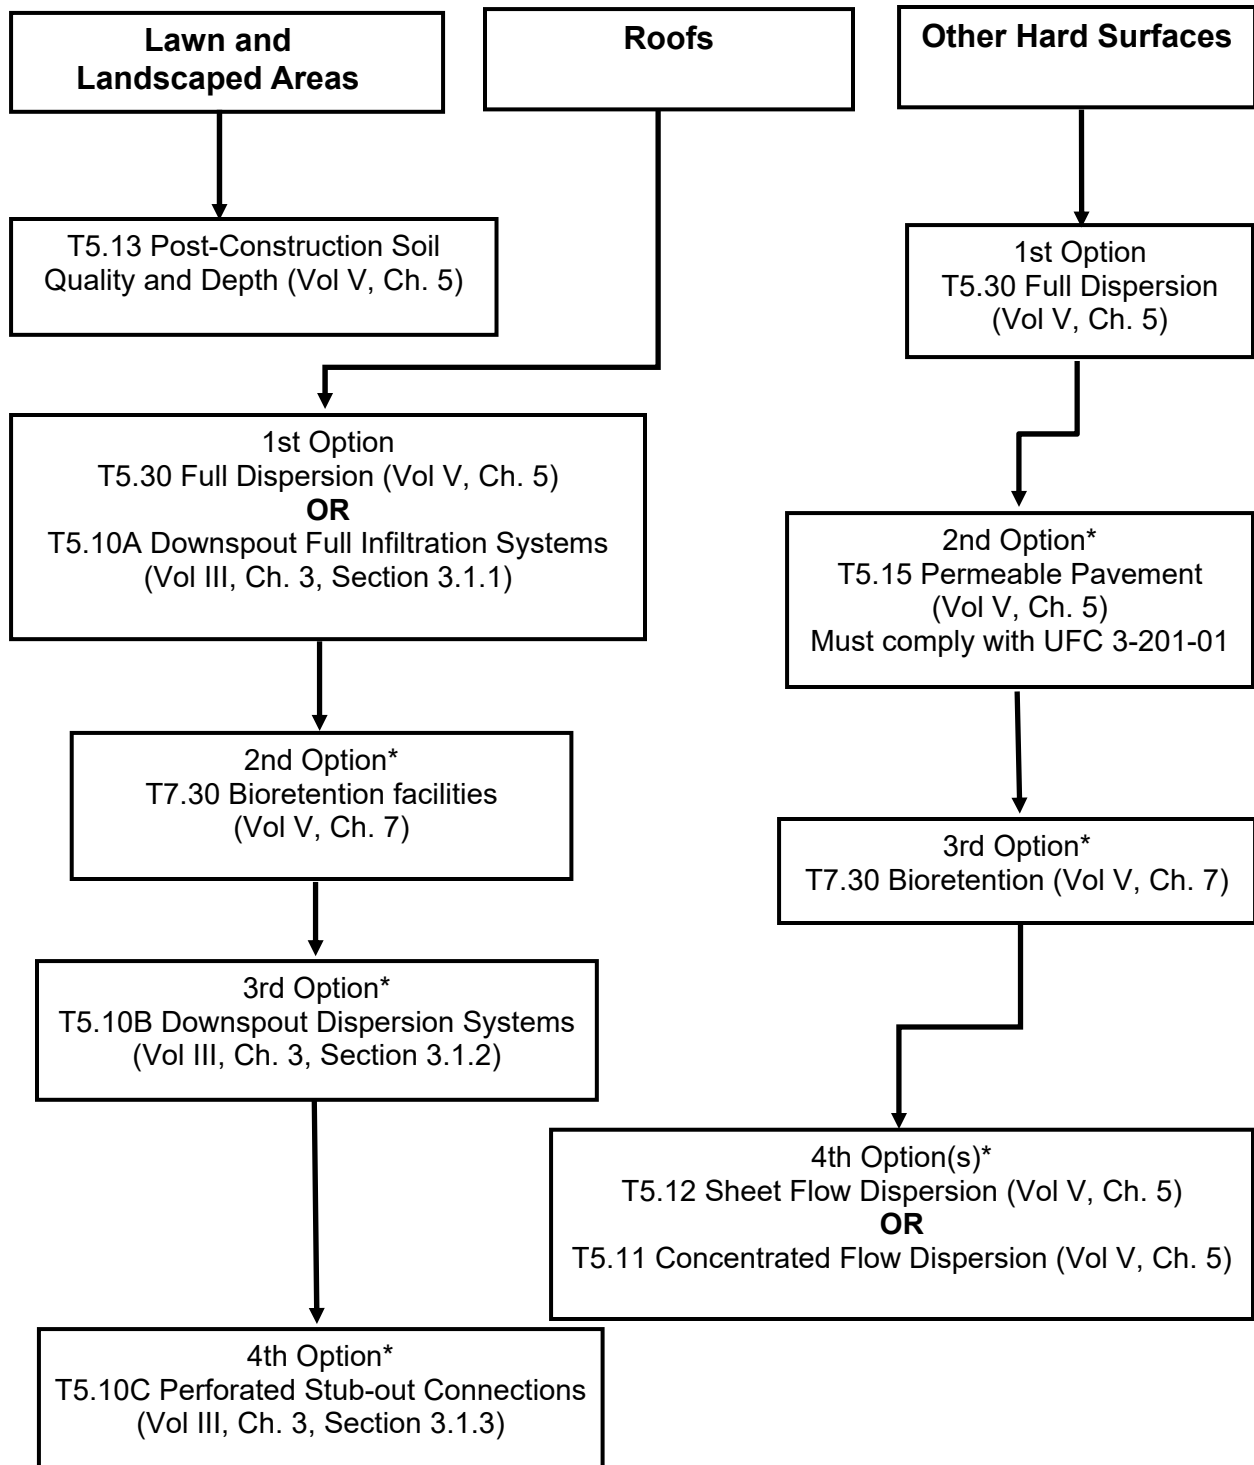 Lawn and
Landscaped Areas
Roofs
Other Hard Surfaces
T5.13 Post-Construction Soil
Quality and Depth (Vol V, Ch. 5)
1st Option
T5.30 Full Dispersion (Vol V, Ch. 5)
OR
T5.10A Downspout Full Infiltration Systems
(Vol III, Ch. 3, Section 3.1.1)
2nd Option*
T7.30 Bioretention facilities
(Vol V, Ch. 7)
3rd Option*
T5.10B Downspout Dispersion Systems
(Vol III, Ch. 3, Section 3.1.2)
4th Option*
T5.10C Perforated Stub-out Connections
(Vol III, Ch. 3, Section 3.1.3)
1st Option
T5.30 Full Dispersion
(Vol V, Ch. 5)
2nd Option*
T5.15 Permeable Pavement
(Vol V, Ch. 5)
Must comply with UFC 3-201-01
3rd Option*
T7.30 Bioretention (Vol V, Ch. 7)
4th Option(s)*
T5.12 Sheet Flow Dispersion (Vol V, Ch. 5)
OR
T5.11 Concentrated Flow Dispersion (Vol V, Ch. 5)